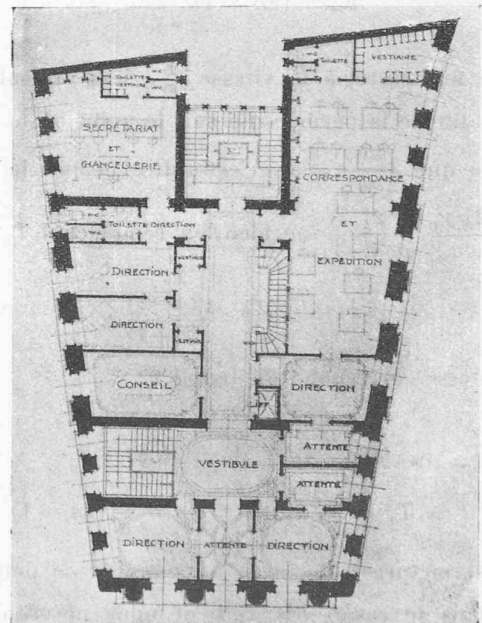 W.C.
TOILETTE
VESTIAIRE
W.C.
TOILETTE
VESTIAIRE
W.C.
W.C.
SECRÉTARIAT
ET
CHANCELLERIE
CORRESPONDANCE
ET
EXPÉDITION
W.C.
W.C.
TOILETTE DIRECTION
VESTIAIRE
DIRECTION
DIRECTION
CONSEIL
DIRECTION
ATTENTE
VESTIBULE
ATTENTE
DIRECTION
ATTENTE
DIRECTION